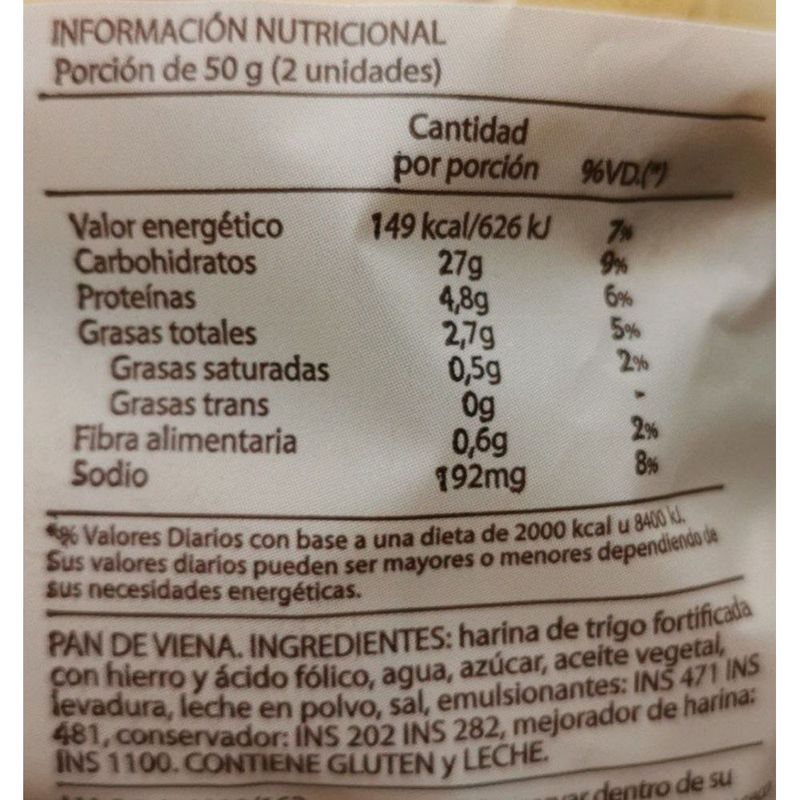 INFORMACIÓN NUTRICIONAL
Porción de 50 g (2 unidades)
Cantidad
por porción %VD.(*)
Valor energético 149 kcal/626 kJ 7%
Carbohidratos 27g 9%
Proteínas 4,8g 6%
Grasas totales 2,7g 5%
Grasas saturadas 0,5g 2%
Grasas trans 0g -
Fibra alimentaria 0,6g 2%
Sodio 192mg 8%
*% Valores Diarios con base a una dieta de 2000 kcal u 8400 kJ.
Sus valores diarios pueden ser mayores o menores dependiendo de
sus necesidades energéticas.
PAN DE VIENA. INGREDIENTES: harina de trigo fortificada
con hierro y ácido fólico, agua, azúcar, aceite vegetal,
levadura, leche en polvo, sal, emulsionantes: INS 471 INS
481, conservador: INS 202 INS 282, mejorador de harina:
INS 1100. CONTIENE GLUTEN y LECHE.
dentro de su